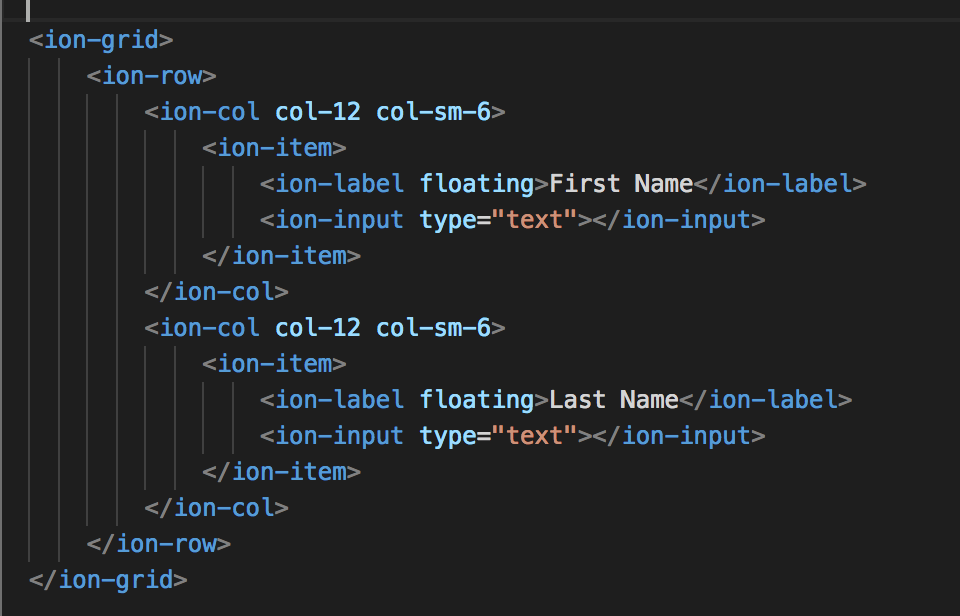 <ion-grid>
<ion-row>
<ion-col col-12 col-sm-6>
<ion-item>
<ion-label floating>First Name</ion-label>
<ion-input type="text"></ion-input>
</ion-item>
</ion-col>
<ion-col col-12 col-sm-6>
<ion-item>
<ion-label floating>Last Name</ion-label>
<ion-input type="text"></ion-input>
</ion-item>
</ion-col>
</ion-row>
</ion-grid>